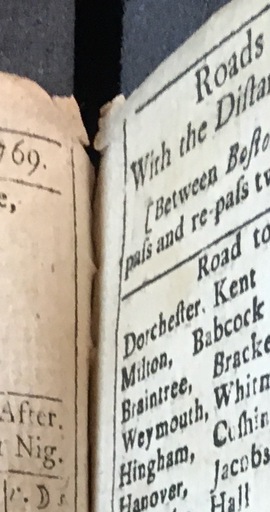 769.
e,
After.
Nig.
r. D s
Roads
With the Diſtan
[Between Boſto
paſs and re-paſs tw
Road to
Dorcheſter. Kent
Milton, Babcock
Braintree, Bracke
Weymouth, Whitm
Hingham, Cuſhin
Hanover, Jacobs
Hall